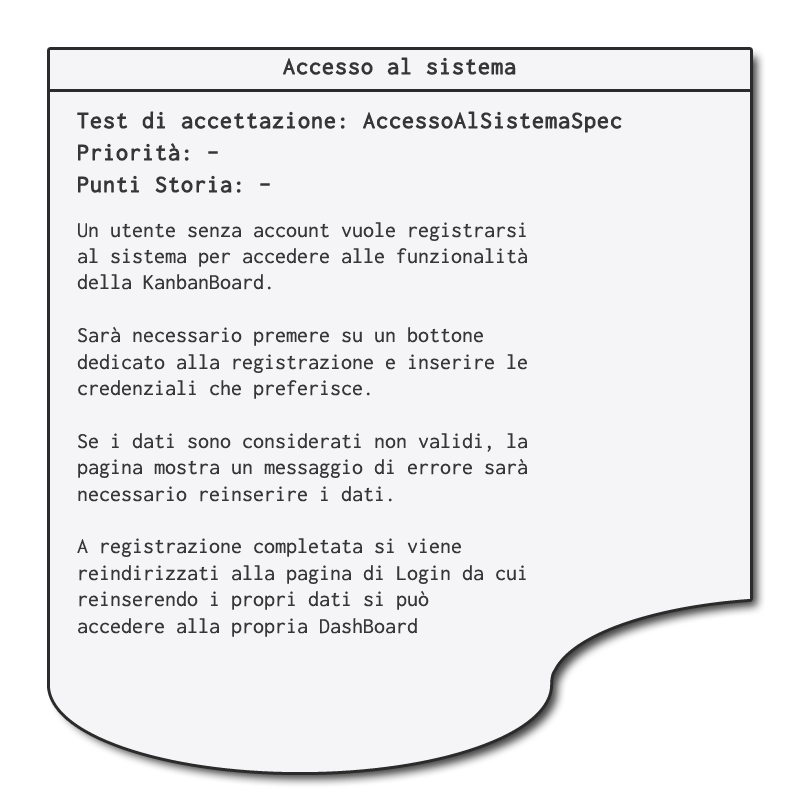 Accesso al sistema
Test di accettazione: AccessoAlSistemaSpec
Priorità: -
Punti Storia: -
Un utente senza account vuole registrarsi
al sistema per accedere alle funzionalità
della KanbanBoard.
Sarà necessario premere su un bottone
dedicato alla registrazione e inserire le
credenziali che preferisce.
Se i dati sono considerati non validi, la
pagina mostra un messaggio di errore sarà
necessario reinserire i dati.
A registrazione completata si viene
reindirizzati alla pagina di Login da cui
reinserendo i propri dati si può
accedere alla propria DashBoard